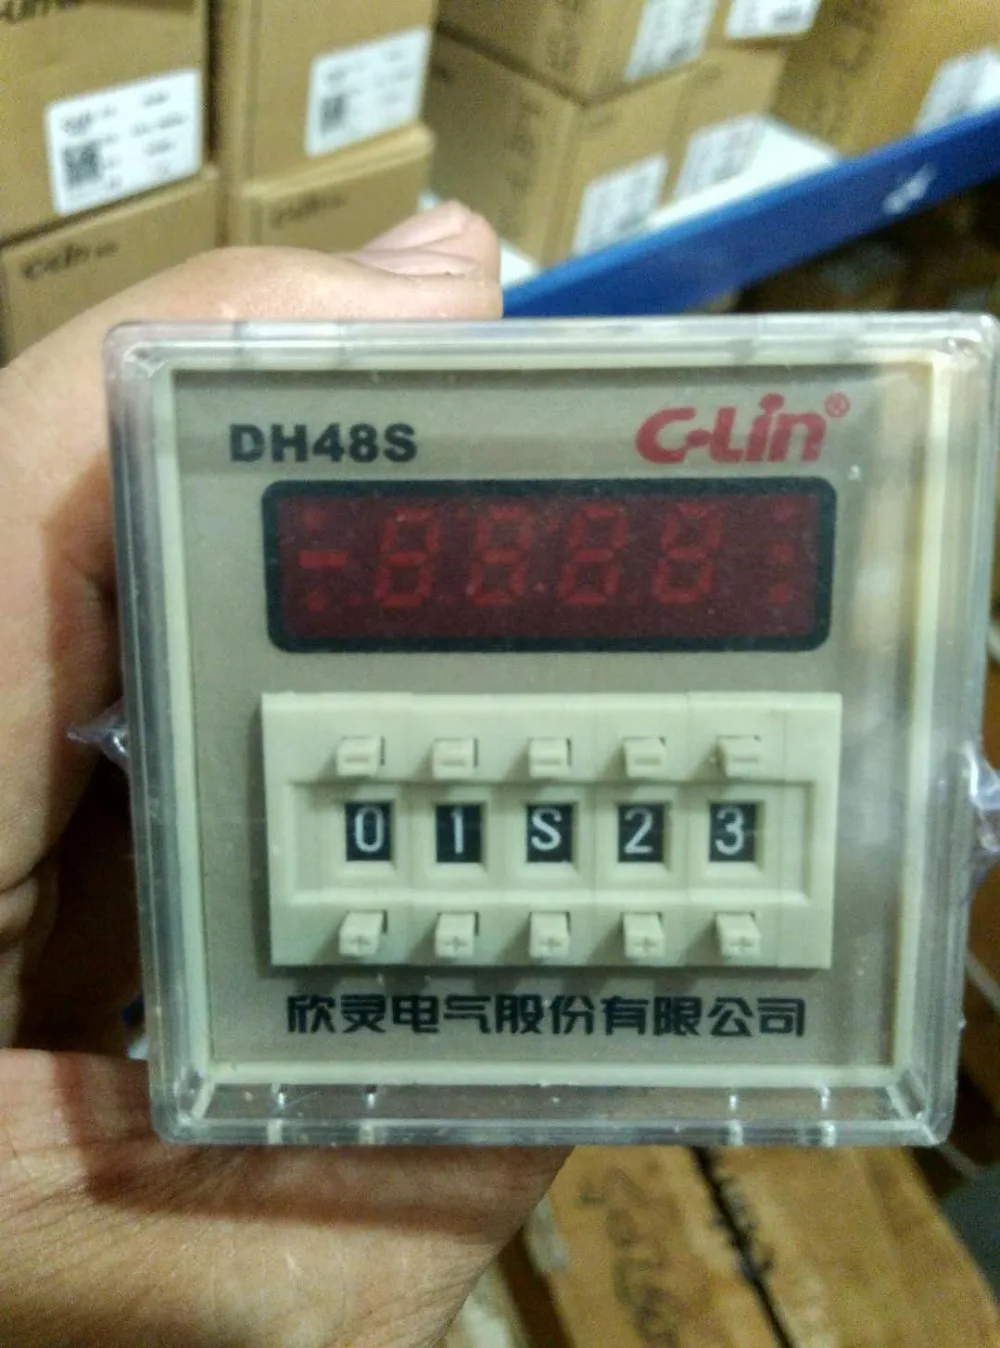 DH48S
C-Lin®
- - - - -
0 1 S 2 3
+ + + + +
欣灵电气股份有限公司